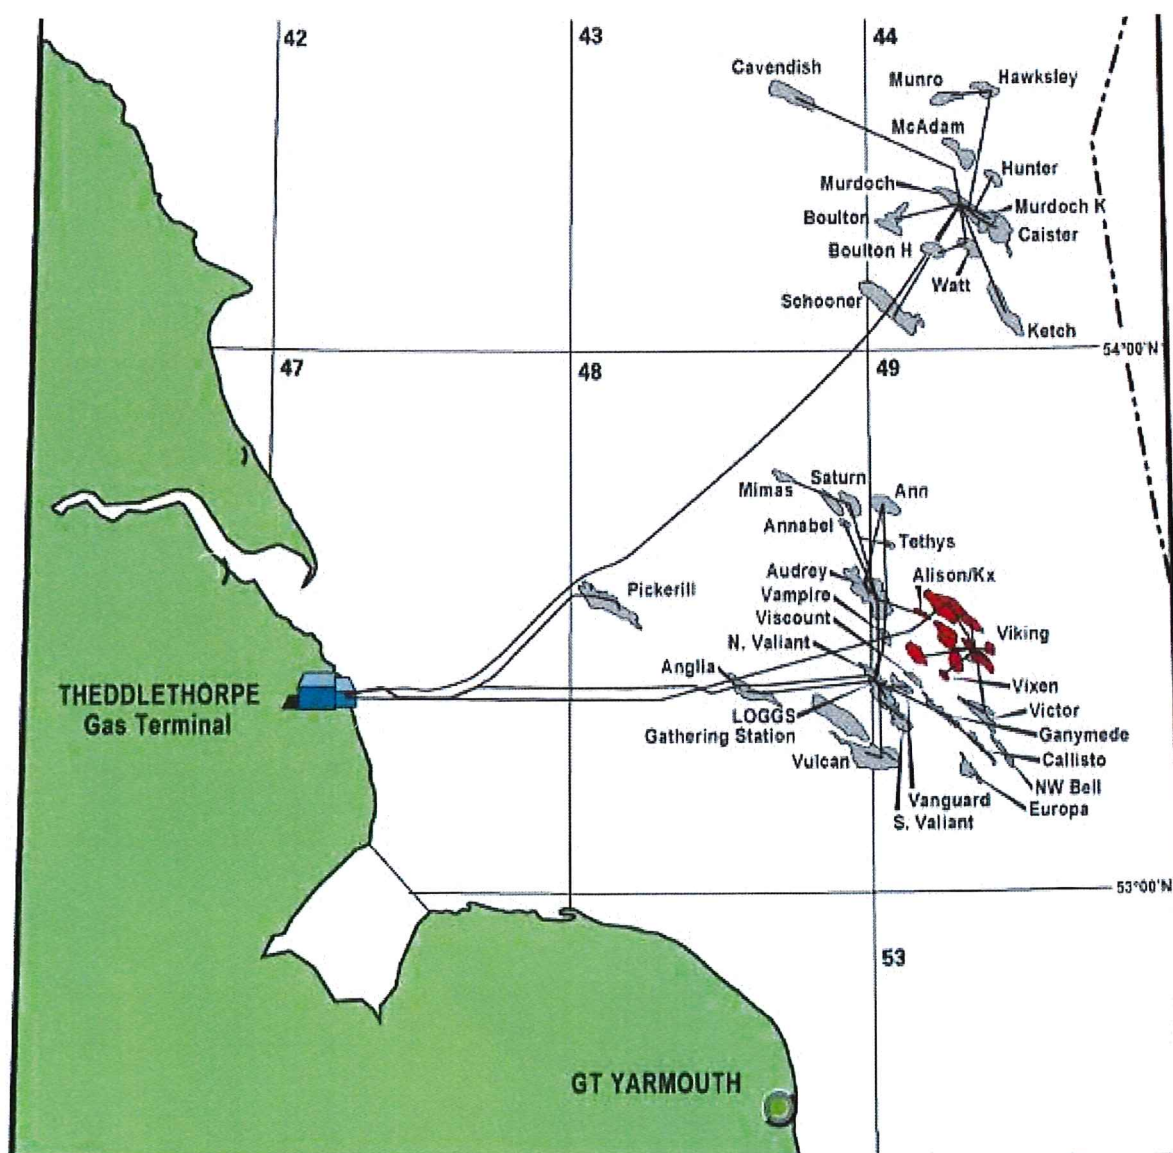 42
43
44
Cavendish
Munro
Hawksley
McAdam
Hunter
Murdoch
Murdoch K
Boulton
Caister
Boulton H
Watt
Schooner
Ketch
54°00'N
47
48
49
Saturn
Mimas
Ann
Annabel
Tethys
Audrey
Alison/Kx
Vampire
Pickerill
Viscount
Viking
N. Valiant
Anglia
Vixen
THEDDLETHORPE
Gas Terminal
LOGGS
Gathering Station
Victor
Ganymede
Vulcan
Callisto
NW Bell
Vanguard
Europa
S. Valiant
53°00'N
53
GT YARMOUTH